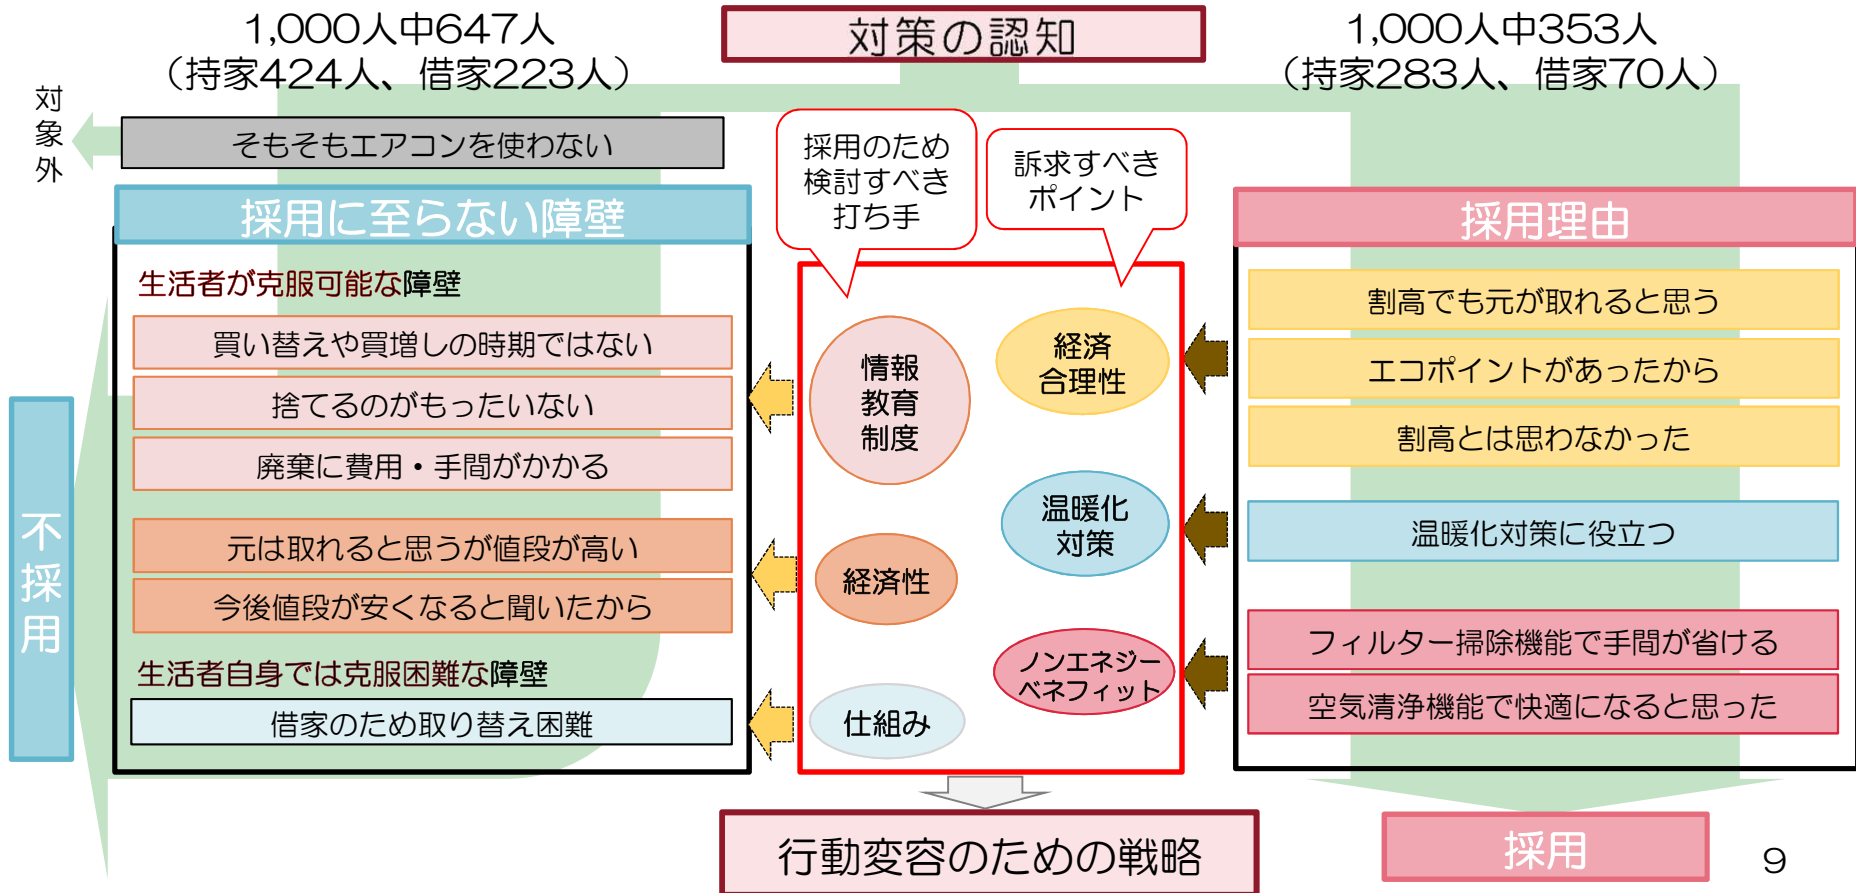 対策の認知
1,000人中647人
（持家424人、借家223人）
1,000人中353人
（持家283人、借家70人）
対象外
そもそもエアコンを使わない
採用に至らない障壁
生活者が克服可能な障壁
買い替えや買増しの時期ではない
捨てるのがもったいない
廃棄に費用・手間がかかる
元は取れると思うが値段が高い
今後値段が安くなると聞いたから
生活者自身では克服困難な障壁
借家のため取り替え困難
不採用
採用のため
検討すべき
打ち手
訴求すべき
ポイント
情報
教育
制度
経済性
仕組み
経済
合理性
温暖化
対策
ノンエネジー
ベネフィット
採用理由
割高でも元が取れると思う
エコポイントがあったから
割高とは思わなかった
温暖化対策に役立つ
フィルター掃除機能で手間が省ける
空気清浄機能で快適になると思った
行動変容のための戦略
採用
9